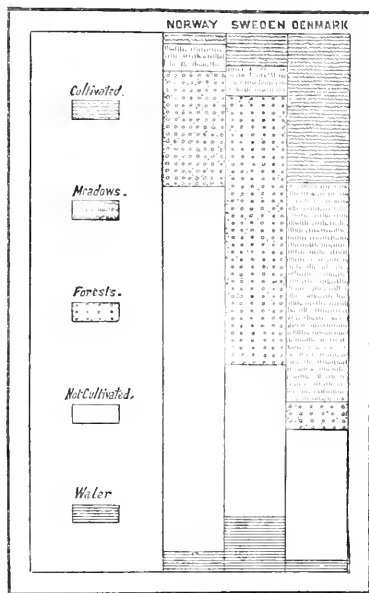 NORWAY SWEDEN DENMARK
Cultivated.
Meadows.
Forests.
Not Cultivated.
Water